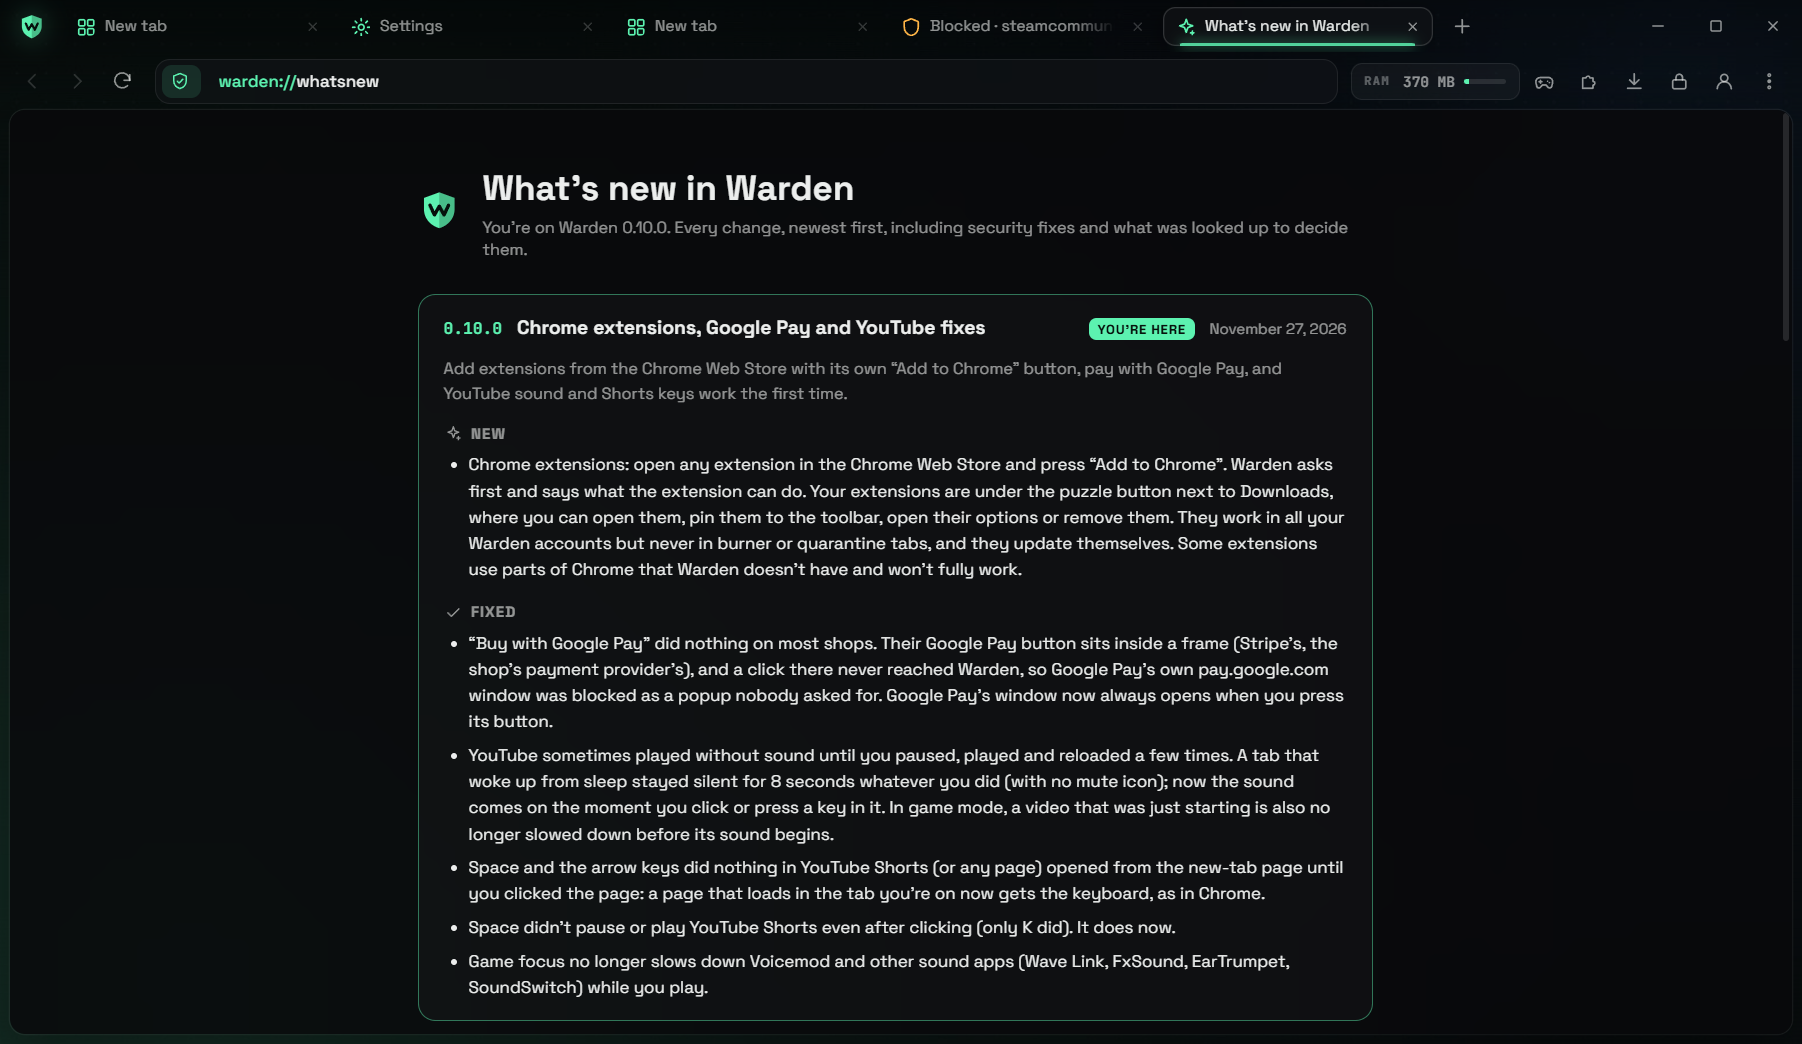 New tab
Settings
New tab
Blocked · steamcommun
What's new in Warden
warden://whatsnew
RAM 370 MB
What's new in Warden
You're on Warden 0.10.0. Every change, newest first, including security fixes and what was looked up to decide
them.
0.10.0 Chrome extensions, Google Pay and YouTube fixes
YOU'RE HERE
November 27, 2026
Add extensions from the Chrome Web Store with its own “Add to Chrome” button, pay with Google Pay, and
YouTube sound and Shorts keys work the first time.
NEW
• Chrome extensions: open any extension in the Chrome Web Store and press “Add to Chrome”. Warden asks
first and says what the extension can do. Your extensions are under the puzzle button next to Downloads,
where you can open them, pin them to the toolbar, open their options or remove them. They work in all your
Warden accounts but never in burner or quarantine tabs, and they update themselves. Some extensions
use parts of Chrome that Warden doesn't have and won't fully work.
FIXED
• “Buy with Google Pay” did nothing on most shops. Their Google Pay button sits inside a frame (Stripe's, the
shop's payment provider's), and a click there never reached Warden, so Google Pay's own pay.google.com
window was blocked as a popup nobody asked for. Google Pay's window now always opens when you press
its button.
• YouTube sometimes played without sound until you paused, played and reloaded a few times. A tab that
woke up from sleep stayed silent for 8 seconds whatever you did (with no mute icon); now the sound
comes on the moment you click or press a key in it. In game mode, a video that was just starting is also no
longer slowed down before its sound begins.
• Space and the arrow keys did nothing in YouTube Shorts (or any page) opened from the new-tab page until
you clicked the page: a page that loads in the tab you're on now gets the keyboard, as in Chrome.
• Space didn't pause or play YouTube Shorts even after clicking (only K did). It does now.
• Game focus no longer slows down Voicemod and other sound apps (Wave Link, FxSound, EarTrumpet,
SoundSwitch) while you play.